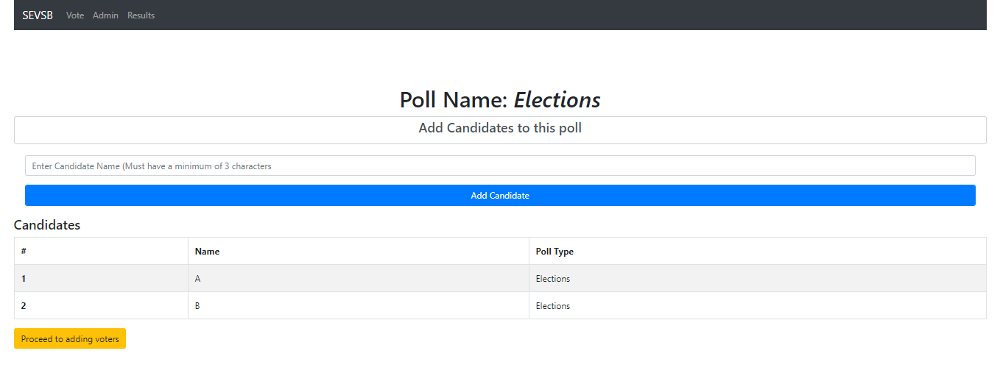 SEVSB Vote Admin Results
Poll Name: Elections
Add Candidates to this poll
Enter Candidate Name (Must have a minimum of 3 characters
Add Candidate
Candidates
# Name Poll Type
1 A Elections
2 B Elections
Proceed to adding voters